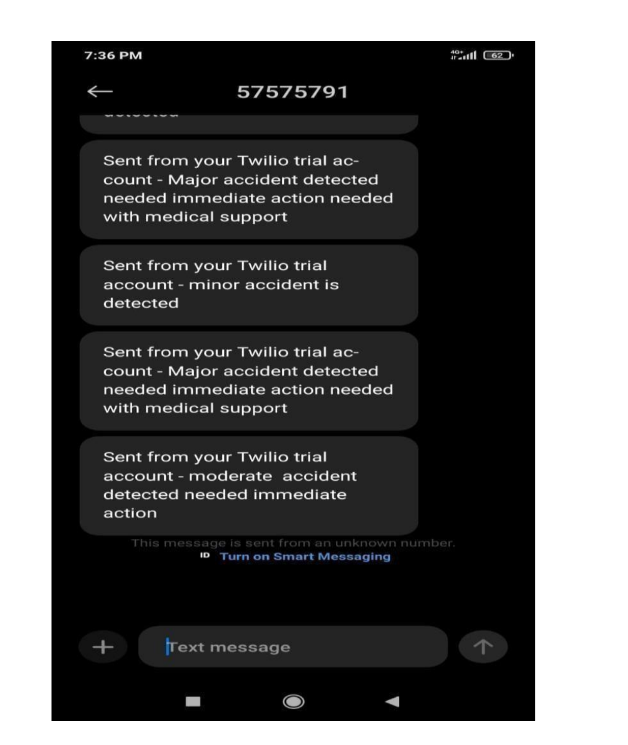 7:36 PM
4G+
62
57575791
detected
Sent from your Twilio trial ac-
count - Major accident detected
needed immediate action needed
with medical support
Sent from your Twilio trial
account - minor accident is
detected
Sent from your Twilio trial ac-
count - Major accident detected
needed immediate action needed
with medical support
Sent from your Twilio trial
account - moderate  accident
detected needed immediate
action
This message is sent from an unknown number.
ID Turn on Smart Messaging
Text message